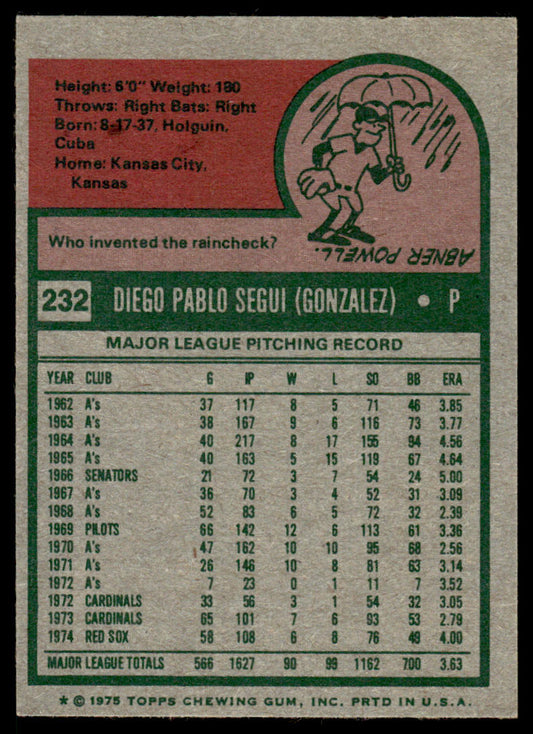 Height: 6'0" Weight: 190
Throws: Right Bats: Right
Born: 8-17-37, Holguin,
Cuba
Home: Kansas City,
Kansas
Who invented the raincheck?
ABNER POWELL.
232 DIEGO PABLO SEGUI (GONZALEZ) • P
MAJOR LEAGUE PITCHING RECORD
YEAR CLUB G IP W L SO BB ERA
1962 A's 37 117 8 5 71 46 3.85
1963 A's 38 167 9 6 116 73 3.77
1964 A's 40 217 8 17 155 94 4.56
1965 A's 40 163 5 15 119 67 4.64
1966 SENATORS 21 72 3 7 54 24 5.00
1967 A's 36 70 3 4 52 31 3.09
1968 A's 52 83 6 5 72 32 2.39
1969 PILOTS 66 142 12 6 113 61 3.36
1970 A's 47 162 10 10 95 68 2.56
1971 A's 26 146 10 8 81 63 3.14
1972 A's 7 23 0 1 11 7 3.52
1972 CARDINALS 33 56 3 1 54 32 3.05
1973 CARDINALS 65 101 7 6 93 53 2.79
1974 RED SOX 58 108 6 8 76 49 4.00
MAJOR LEAGUE TOTALS 566 1627 90 99 1162 700 3.63
* © 1975 TOPPS CHEWING GUM, INC. PRTD IN U.S.A.